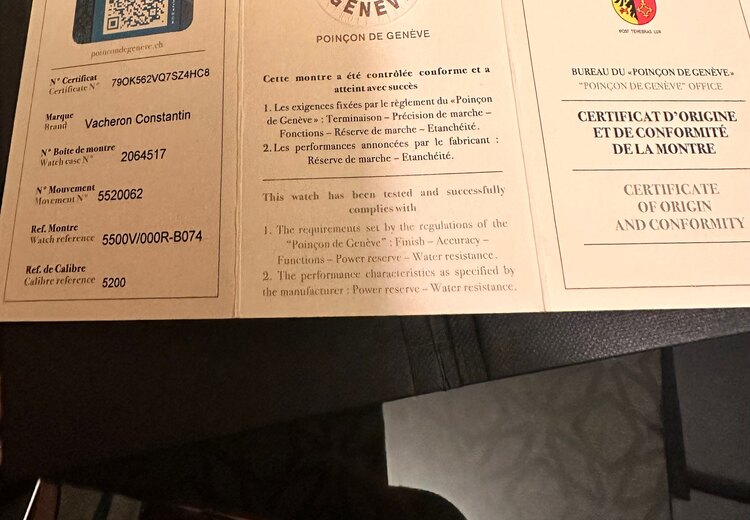 poincondegeneve.ch
N° Certificat
Certificate N°
79OK562VQ7SZ4HC8
Marque
Brand
Vacheron Constantin
N° Boîte de montre
Watch case N°
2064517
N° Mouvement
Movement N°
5520062
Ref. Montre
Watch reference
5500V/000R-B074
Ref. de Calibre
Calibre reference
5200
GENÈV
POINÇON DE GENÈVE
Cette montre a été contrôlée conforme et a
atteint avec succès
1. Les exigences fixées par le règlement du «Poinçon
de Genève» : Terminaison – Précision de marche –
Fonctions – Réserve de marche – Etanchéité.
2. Les performances annoncées par le fabricant :
Réserve de marche – Etanchéité.
This watch has been tested and successfully
complies with
1. The requirements set by the regulations of the
"Poinçon de Genève" : Finish – Accuracy –
Functions – Power reserve – Water resistance.
2. The performance characteristics as specified by
the manufacturer : Power reserve – Water resistance.
POST TENEBRAS LUX
BUREAU DU «POINÇON DE GENÈVE»
"POINÇON DE GENÈVE" OFFICE
CERTIFICAT D'ORIGINE
ET DE CONFORMITÉ
DE LA MONTRE
CERTIFICATE
OF ORIGIN
AND CONFORMITY